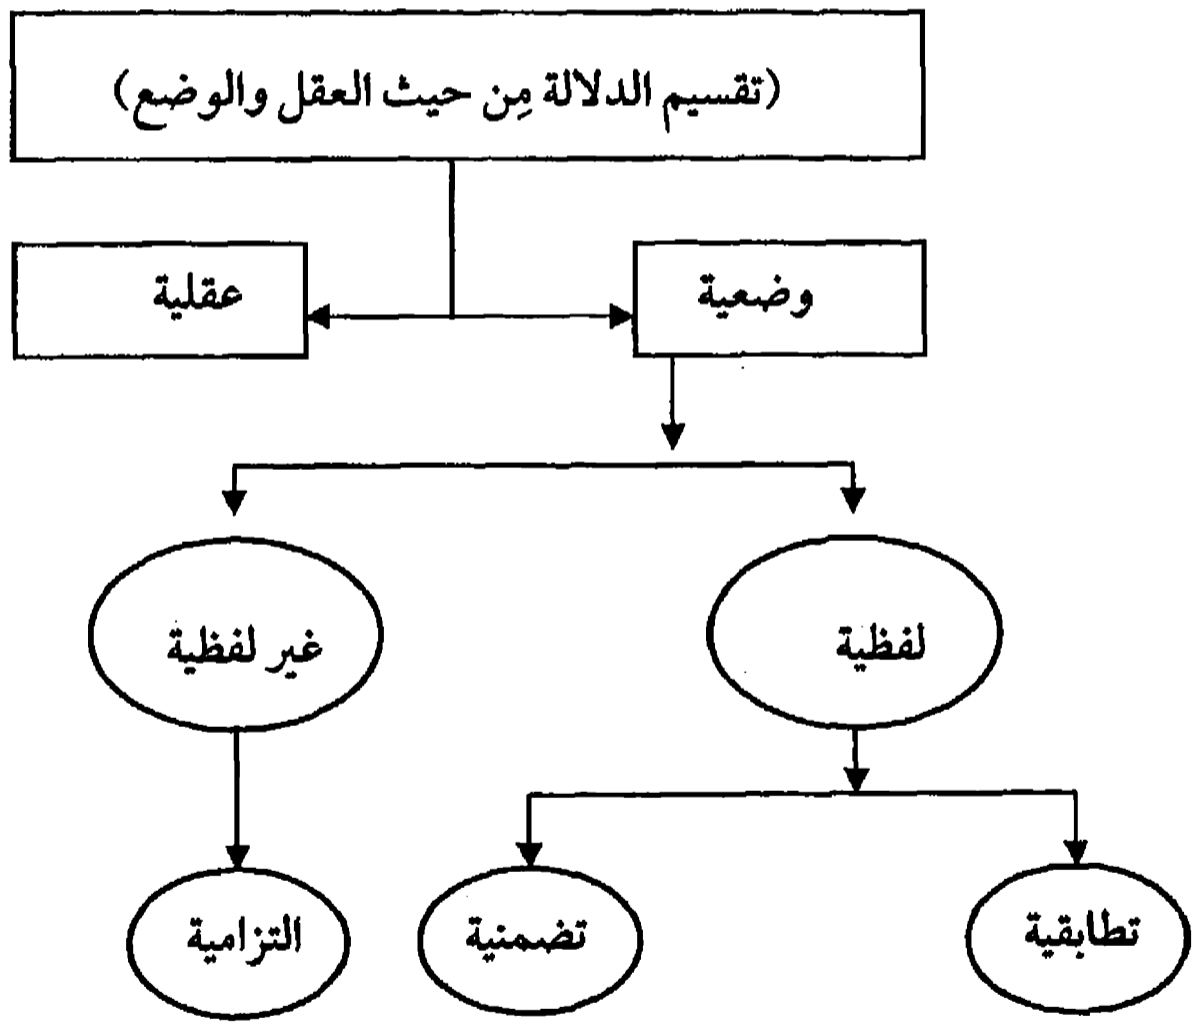 (تقسيم الدلالة مِن حيث العقل والوضع)
وضعية
عقلية
لفظية
غير لفظية
تطابقية
تضمنية
التزامية